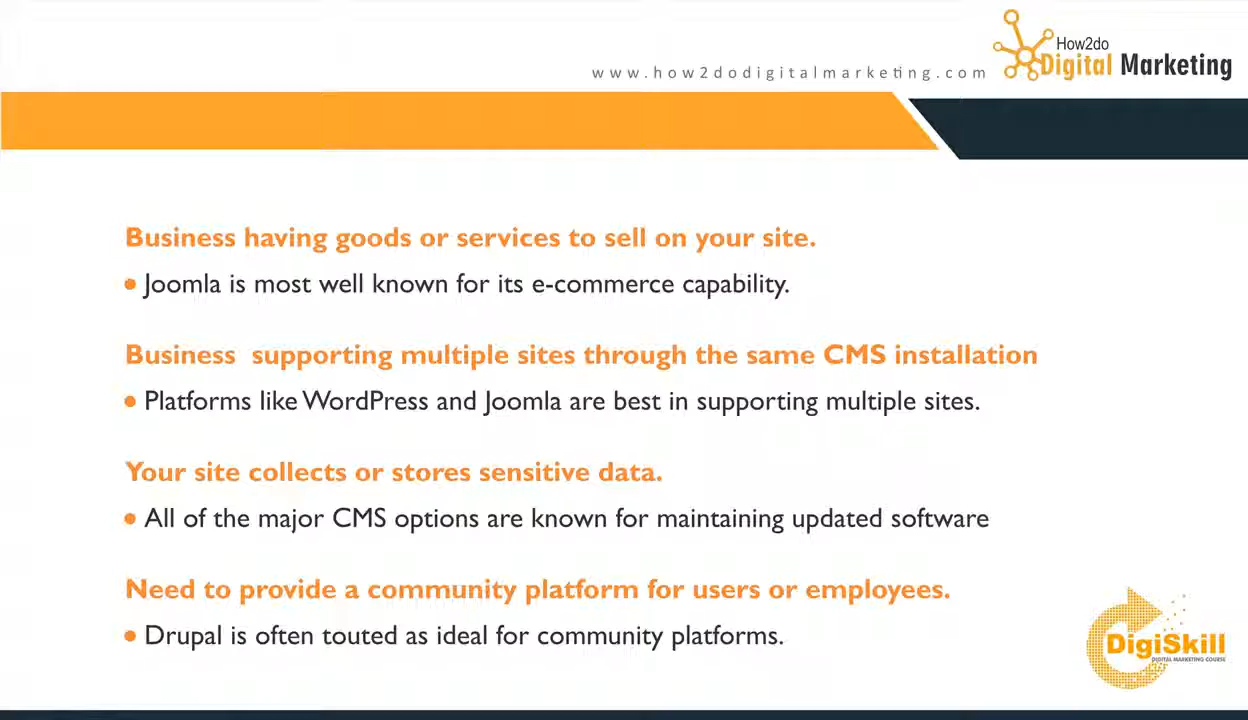 How2do
www.how2dodigitalmarketing.com
Digital Marketing
Business having goods or services to sell on your site.
Joomla is most well known for its e-commerce capability.
Business supporting multiple sites through the same CMS installation
Platforms like WordPress and Joomla are best in supporting multiple sites.
Your site collects or stores sensitive data.
All of the major CMS options are known for maintaining updated software
Need to provide a community platform for users or employees.
Drupal is often touted as ideal for community platforms.
DigiSkill
DIGITAL MARKETING COURSE